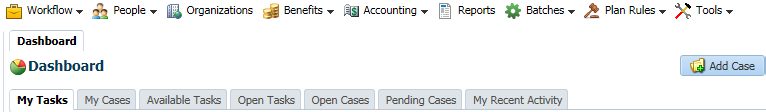 Workflow People Organizations Benefits Accounting Reports Batches Plan Rules Tools
Dashboard
Dashboard Add Case
My Tasks My Cases Available Tasks Open Tasks Open Cases Pending Cases My Recent Activity